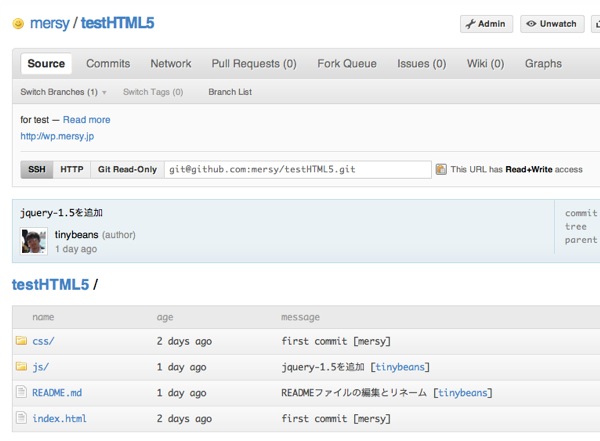 mersy / testHTML5
Admin
Unwatch
Source Commits Network Pull Requests (0) Fork Queue Issues (0) Wiki (0) Graphs
Switch Branches (1) Switch Tags (0) Branch List
for test — Read more
http://wp.mersy.jp
SSH HTTP Git Read-Only git@github.com:mersy/testHTML5.git This URL has Read+Write access
jquery-1.5を追加
commit
tinybeans (author)
tree
1 day ago
parent
testHTML5 /
name age message
css/ 2 days ago first commit [mersy]
js/ 1 day ago jquery-1.5を追加 [tinybeans]
README.md 1 day ago READMEファイルの編集とリネーム [tinybeans]
index.html 2 days ago first commit [mersy]